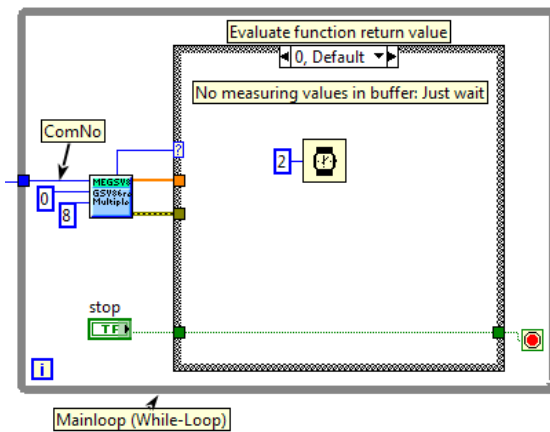 Evaluate function return value
0, Default
No measuring values in buffer: Just wait
ComNo
?
2
MEGSV8
GSV86re
Multiple
0
8
stop
TF
i
Mainloop (While-Loop)